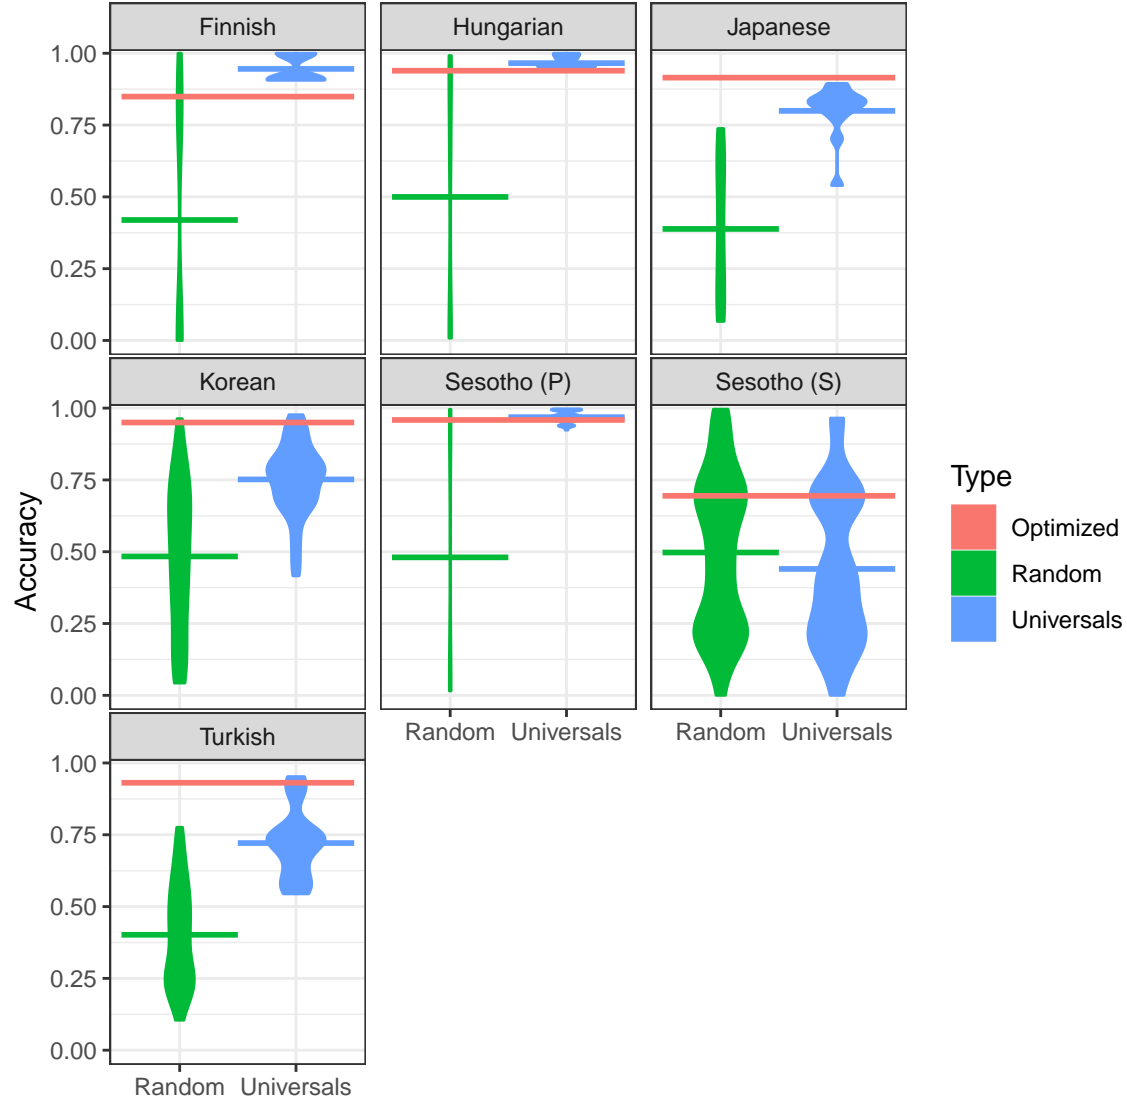 Finnish
Hungarian
Japanese
1.00
0.75
0.50
0.25
0.00
Korean
Sesotho (P)
Sesotho (S)
1.00
0.75
0.50
0.25
0.00
Random Universals
Random Universals
Turkish
1.00
0.75
0.50
0.25
0.00
Random Universals
Accuracy
Type
Optimized
Random
Universals